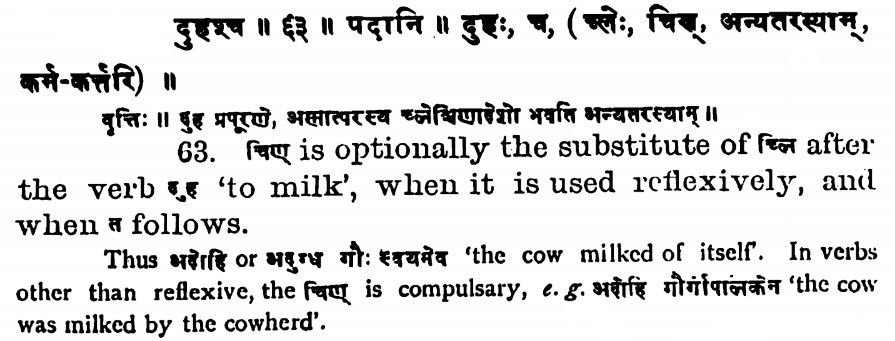 दुहश्च ॥ ६३ ॥ पदानि ॥ दुहः, च, ( च्लेः, चिण्, अन्यतरस्याम्,
कर्म-कर्त्तरि) ॥
वृत्तिः ॥ दुह प्रपूरणे, अस्मात्परस्य च्लेश्चिणादेशो भवति अन्यतरस्याम् ॥
63. चिण् is optionally the substitute of च्लि after
the verb दुह 'to milk', when it is used reflexively, and
when त follows.
Thus अदोहि or अदुग्ध गौः स्वयमेव 'the cow milked of itself'. In verbs
other than reflexive, the चिण् is compulsary, e. g. अदोहि गौर्गोपालकेन 'the cow
was milked by the cowherd'.